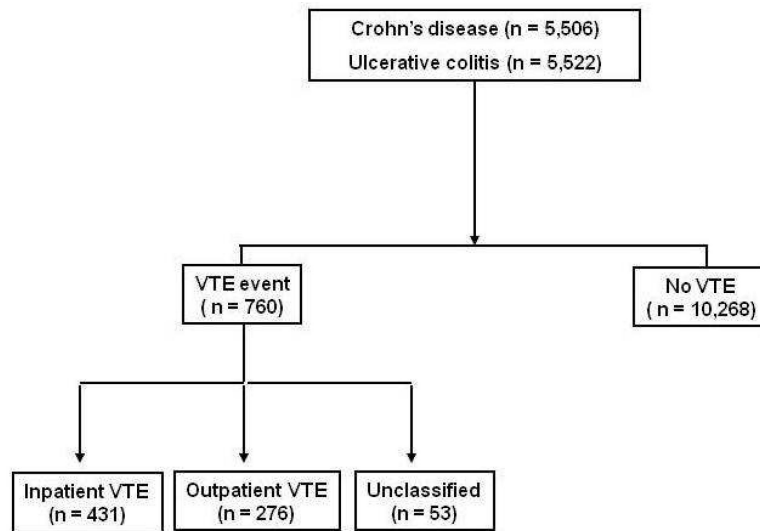 Crohn's disease (n = 5,506)
Ulcerative colitis (n = 5,522)
VTE event
( n = 760)
No VTE
( n = 10,268)
Inpatient VTE
(n = 431)
Outpatient VTE
(n = 276)
Unclassified
(n = 53)